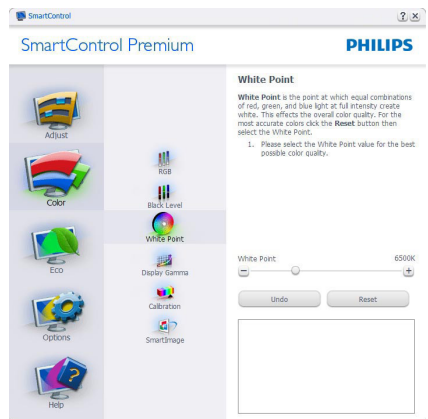 SmartControl
? ×
SmartControl Premium
PHILIPS
Adjust
Color
Eco
Options
Help
RGB
Black Level
White Point
Display Gamma
Calibration
SmartImage
White Point
White Point is the point at which equal combinations
of red, green, and blue light at full intensity create
white. This effects the overall color quality. For the
most accurate colors click the Reset button then
select the White Point.
1. Please select the White Point value for the best
possible color quality.
White Point 6500K
Undo Reset